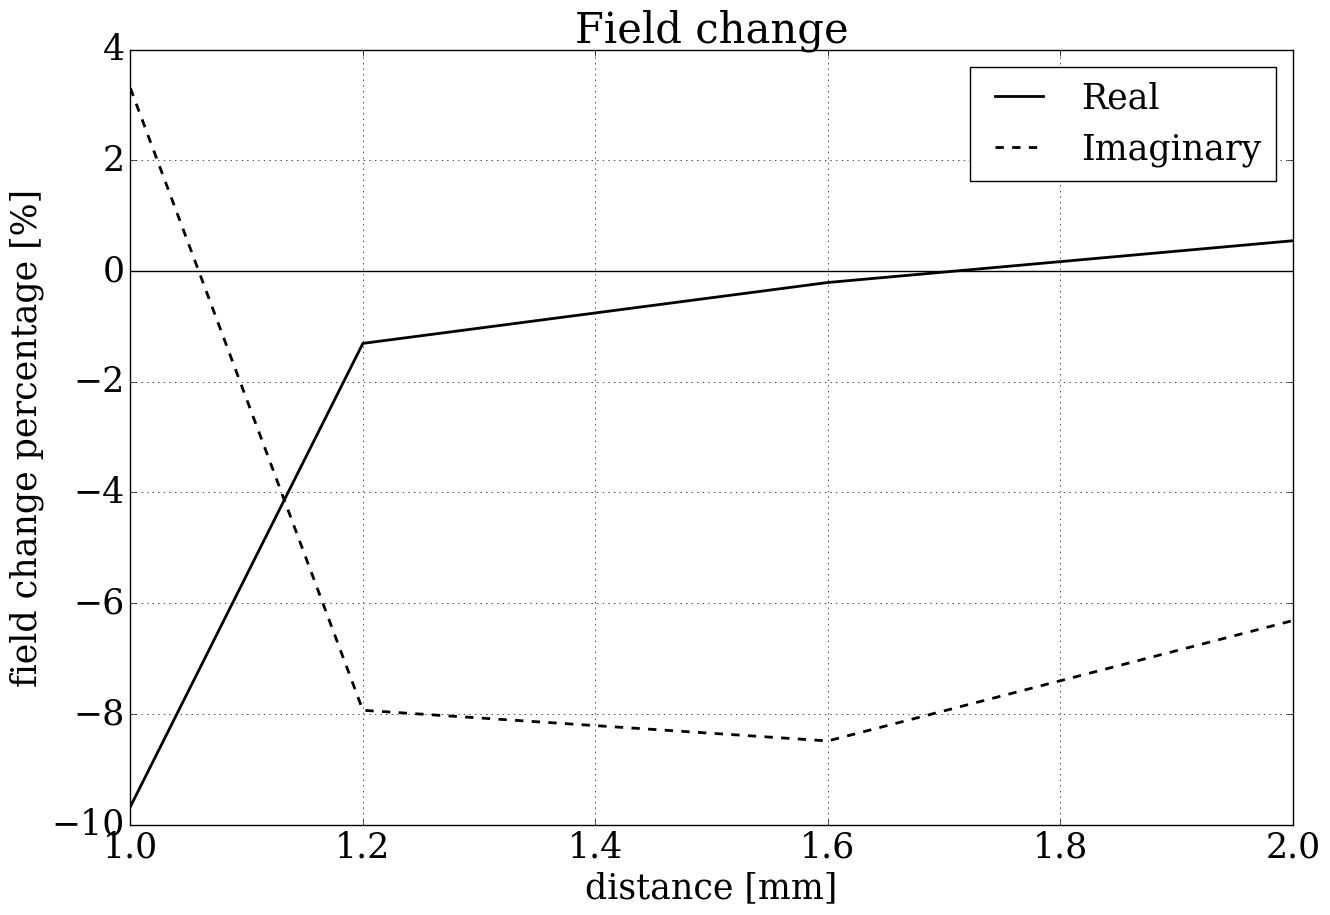 Field change
Real
Imaginary
field change percentage [%]
4
2
0
−2
−4
−6
−8
−10
1.0 1.2 1.4 1.6 1.8 2.0
distance [mm]